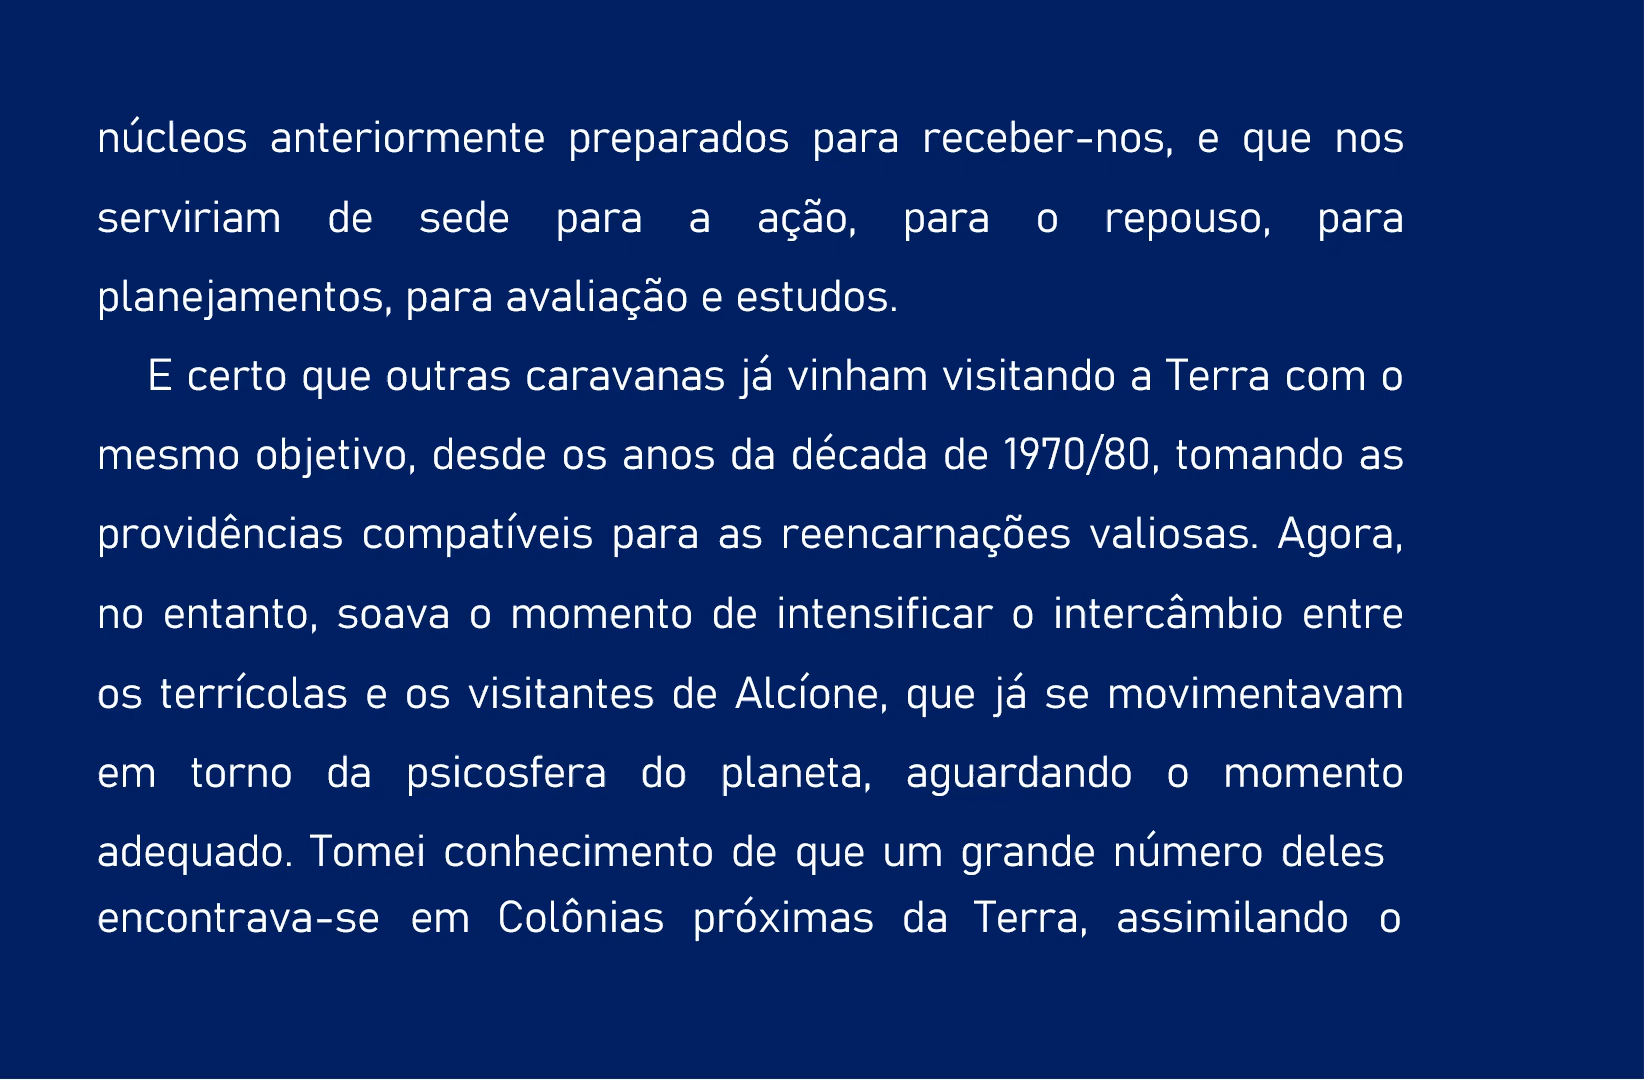 núcleos anteriormente preparados para receber-nos, e que nos
serviriam de sede para a ação, para o repouso, para
planejamentos, para avaliação e estudos.
E certo que outras caravanas já vinham visitando a Terra com o
mesmo objetivo, desde os anos da década de 1970/80, tomando as
providências compatíveis para as reencarnações valiosas. Agora,
no entanto, soava o momento de intensificar o intercâmbio entre
os terrícolas e os visitantes de Alcíone, que já se movimentavam
em torno da psicosfera do planeta, aguardando o momento
adequado. Tomei conhecimento de que um grande número deles
encontrava-se em Colônias próximas da Terra, assimilando o